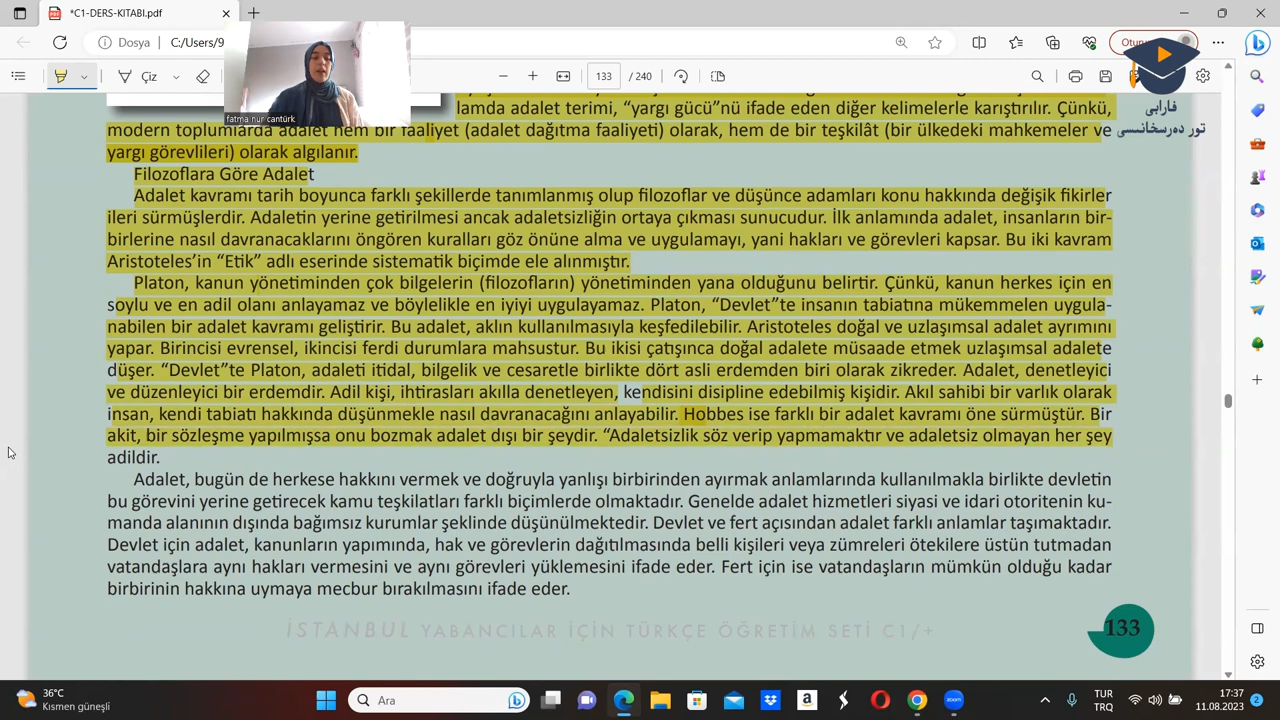 *C1-DERS-KITABI.pdf
Dosya
C:/Users/9
Çiz
133
/ 240
fatma nur cantürk
فارابی
تور دەرسخانىسى
lamda adalet terimi, “yargı gücü”nü ifade eden diğer kelimelerle karıştırılır. Çünkü,
modern toplumlarda adalet hem bir faaliyet (adalet dağıtma faaliyeti) olarak, hem de bir teşkilât (bir ülkedeki mahkemeler ve
yargı görevlileri) olarak algılanır.
Filozoflara Göre Adalet
Adalet kavramı tarih boyunca farklı şekillerde tanımlanmış olup filozoflar ve düşünce adamları konu hakkında değişik fikirler
ileri sürmüşlerdir. Adaletin yerine getirilmesi ancak adaletsizliğin ortaya çıkması sunucudur. İlk anlamında adalet, insanların bir-
birlerine nasıl davranacaklarını öngören kuralları göz önüne alma ve uygulamayı, yani hakları ve görevleri kapsar. Bu iki kavram
Aristoteles’in “Etik” adlı eserinde sistematik biçimde ele alınmıştır.
Platon, kanun yönetiminden çok bilgelerin (filozofların) yönetiminden yana olduğunu belirtir. Çünkü, kanun herkes için en
soylu ve en adil olanı anlayamaz ve böylelikle en iyiyi uygulayamaz. Platon, “Devlet”te insanın tabiatına mükemmelen uygula-
nabilen bir adalet kavramı geliştirir. Bu adalet, aklın kullanılmasıyla keşfedilebilir. Aristoteles doğal ve uzlaşımsal adalet ayrımını
yapar. Birincisi evrensel, ikincisi ferdi durumlara mahsustur. Bu ikisi çatışınca doğal adalete müsaade etmek uzlaşımsal adalete
düşer. “Devlet”te Platon, adaleti itidal, bilgelik ve cesaretle birlikte dört asli erdemden biri olarak zikreder. Adalet, denetleyici
ve düzenleyici bir erdemdir. Adil kişi, ihtirasları akılla denetleyen, kendisini disipline edebilmiş kişidir. Akıl sahibi bir varlık olarak
insan, kendi tabiatı hakkında düşünmekle nasıl davranacağını anlayabilir. Hobbes ise farklı bir adalet kavramı öne sürmüştür. Bir
akit, bir sözleşme yapılmışsa onu bozmak adalet dışı bir şeydir. “Adaletsizlik söz verip yapmamaktır ve adaletsiz olmayan her şey
adildir.
Adalet, bugün de herkese hakkını vermek ve doğruyla yanlışı birbirinden ayırmak anlamlarında kullanılmakla birlikte devletin
bu görevini yerine getirecek kamu teşkilatları farklı biçimlerde olmaktadır. Genelde adalet hizmetleri siyasi ve idari otoritenin ku-
manda alanının dışında bağımsız kurumlar şeklinde düşünülmektedir. Devlet ve fert açısından adalet farklı anlamlar taşımaktadır.
Devlet için adalet, kanunların yapımında, hak ve görevlerin dağıtılmasında belli kişileri veya zümreleri ötekilere üstün tutmadan
vatandaşlara aynı hakları vermesini ve aynı görevleri yüklemesini ifade eder. Fert için ise vatandaşların mümkün olduğu kadar
birbirinin hakkına uymaya mecbur bırakılmasını ifade eder.
İSTANBUL YABANCILAR İÇİN TÜRKÇE ÖĞRETİM SETİ C1/+
133
36°C
Kısmen güneşli
Ara
zoom
TUR
TRQ
17:37
11.08.2023
2